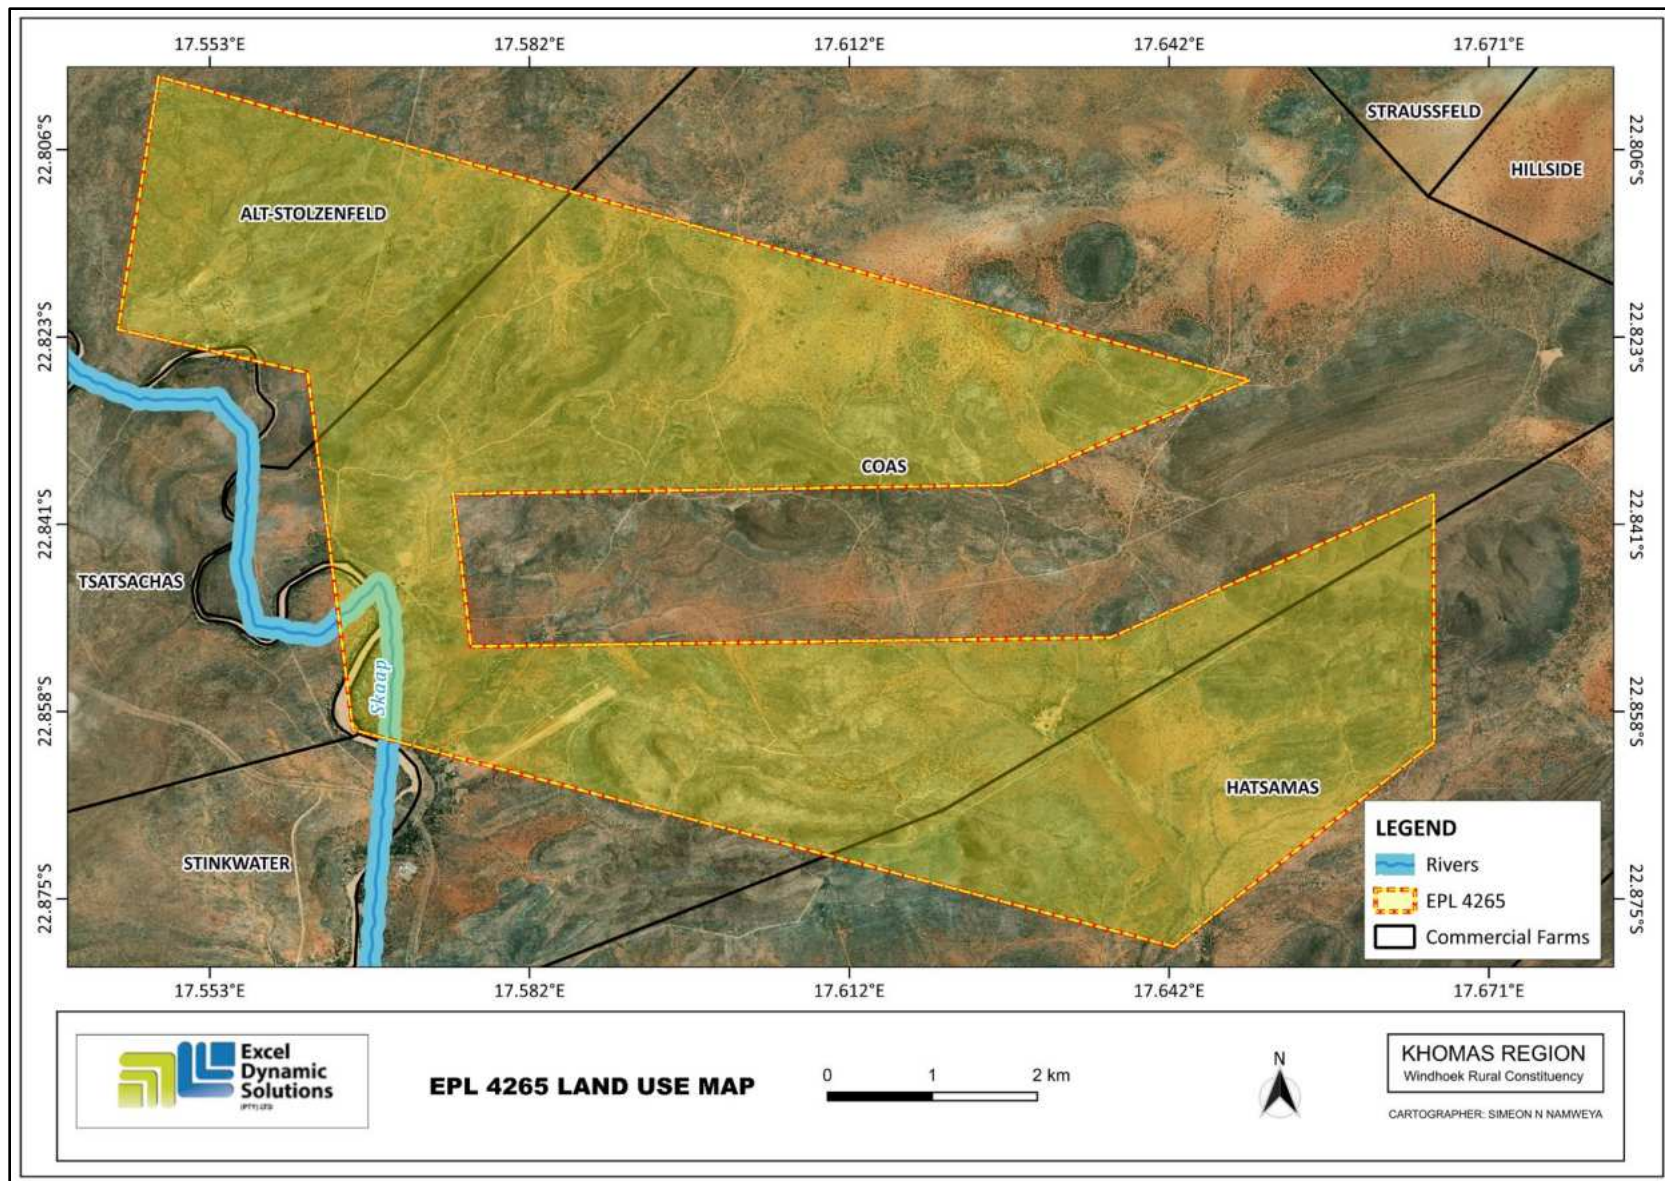 17.553°E 17.582°E 17.612°E 17.642°E 17.671°E
22.806°S
22.823°S
22.841°S
22.858°S
22.875°S
22.806°S
22.823°S
22.841°S
22.858°S
22.875°S
STRAUSSFELD
HILLSIDE
ALT-STOLZENFELD
COAS
TSATSACHAS
Skaap
HATSAMAS
STINKWATER
LEGEND
Rivers
EPL 4265
Commercial Farms
17.553°E 17.582°E 17.612°E 17.642°E 17.671°E
Excel
Dynamic
Solutions
(PTY) LTD
EPL 4265 LAND USE MAP
0 1 2 km
N
KHOMAS REGION
Windhoek Rural Constituency
CARTOGRAPHER: SIMEON N NAMWEYA